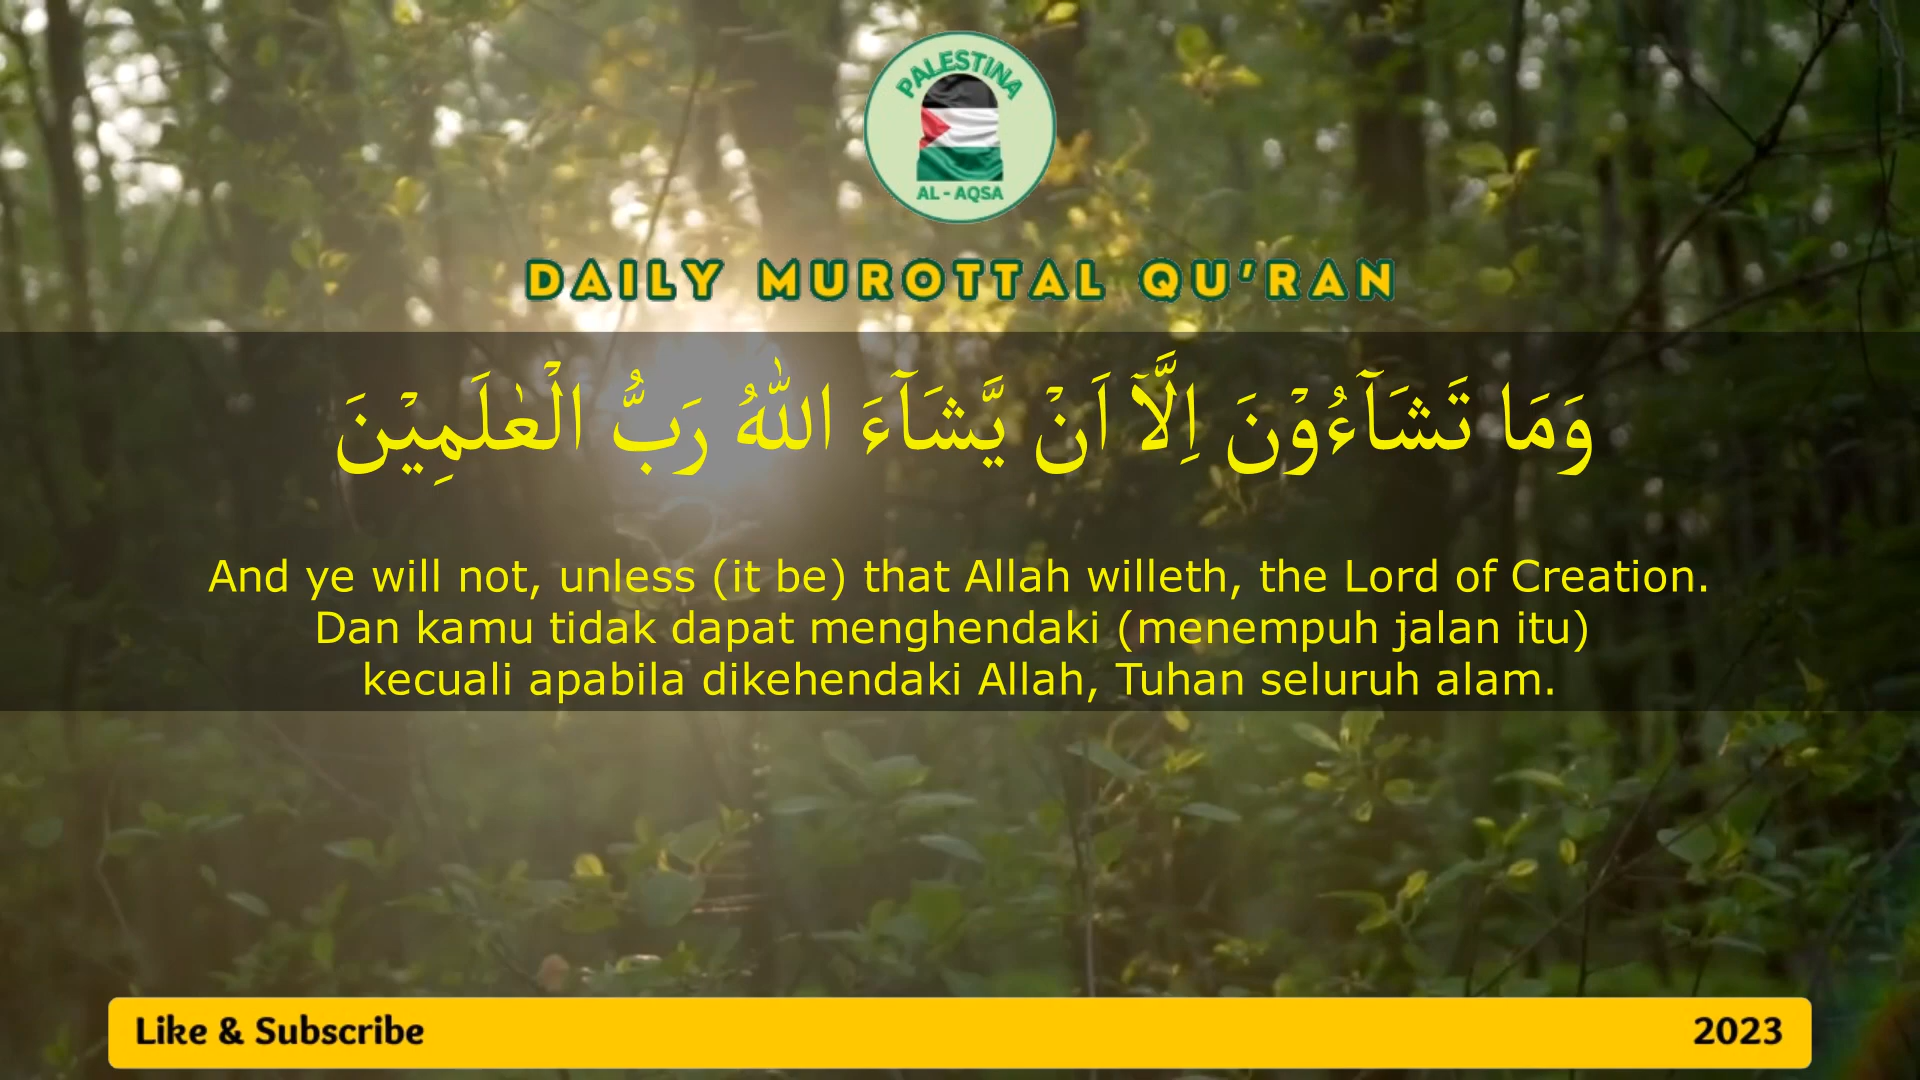 PALESTINA
AL - AQSA
DAILY MUROTTAL QU'RAN
وَمَا تَشَاۤءُوْنَ اِلَّآ اَنْ يَّشَاۤءَ اللّٰهُ رَبُّ الْعٰلَمِيْنَ
And ye will not, unless (it be) that Allah willeth, the Lord of Creation.
Dan kamu tidak dapat menghendaki (menempuh jalan itu)
kecuali apabila dikehendaki Allah, Tuhan seluruh alam.
Like & Subscribe
2023